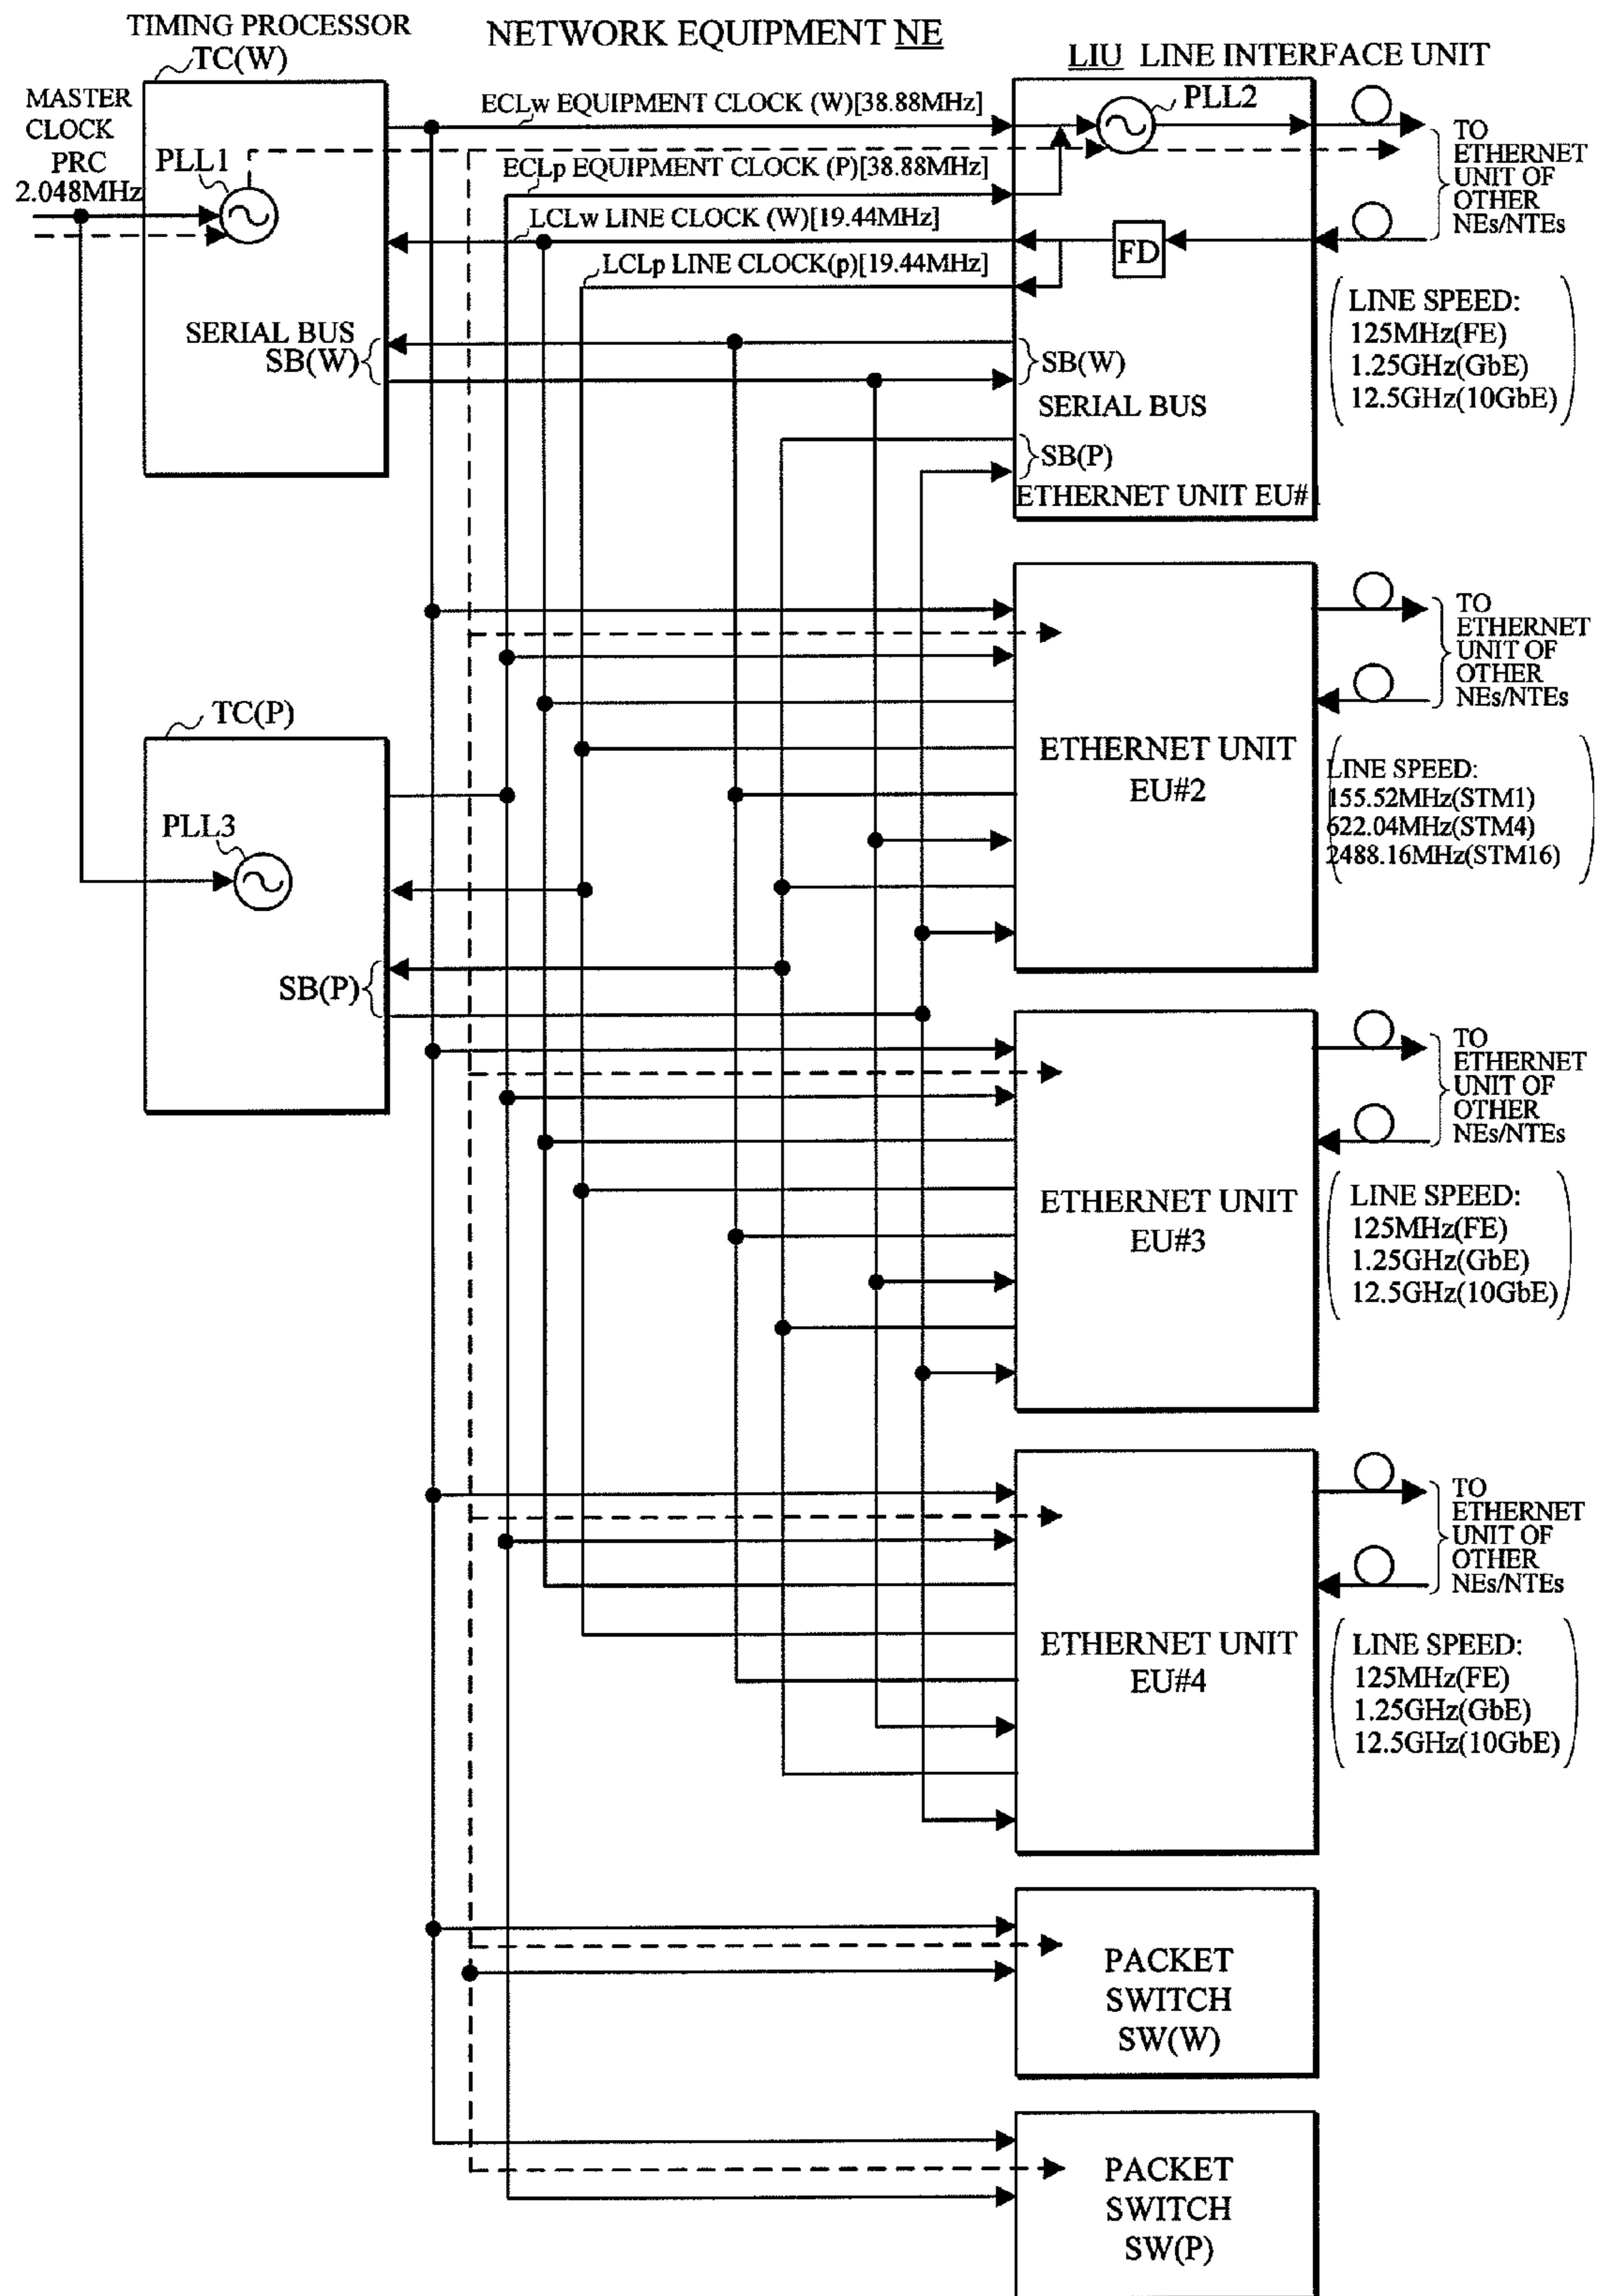 TIMING PROCESSOR
TC(W)
NETWORK EQUIPMENT NE
LIU LINE INTERFACE UNIT
MASTER
CLOCK
PRC
2.048MHz
PLL1
ECLw EQUIPMENT CLOCK (W)[38.88MHz]
ECLp EQUIPMENT CLOCK (P)[38.88MHz]
LCLw LINE CLOCK (W)[19.44MHz]
LCLp LINE CLOCK(p)[19.44MHz]
PLL2
FD
TO
ETHERNET
UNIT OF
OTHER
NEs/NTEs
LINE SPEED:
125MHz(FE)
1.25GHz(GbE)
12.5GHz(10GbE)
SERIAL BUS
SB(W)
SB(W)
SERIAL BUS
SB(P)
ETHERNET UNIT EU#1
TO
ETHERNET
UNIT OF
OTHER
NEs/NTEs
TC(P)
PLL3
SB(P)
ETHERNET UNIT
EU#2
LINE SPEED:
155.52MHz(STM1)
622.04MHz(STM4)
2488.16MHz(STM16)
TO
ETHERNET
UNIT OF
OTHER
NEs/NTEs
ETHERNET UNIT
EU#3
LINE SPEED:
125MHz(FE)
1.25GHz(GbE)
12.5GHz(10GbE)
TO
ETHERNET
UNIT OF
OTHER
NEs/NTEs
ETHERNET UNIT
EU#4
LINE SPEED:
125MHz(FE)
1.25GHz(GbE)
12.5GHz(10GbE)
PACKET
SWITCH
SW(W)
PACKET
SWITCH
SW(P)